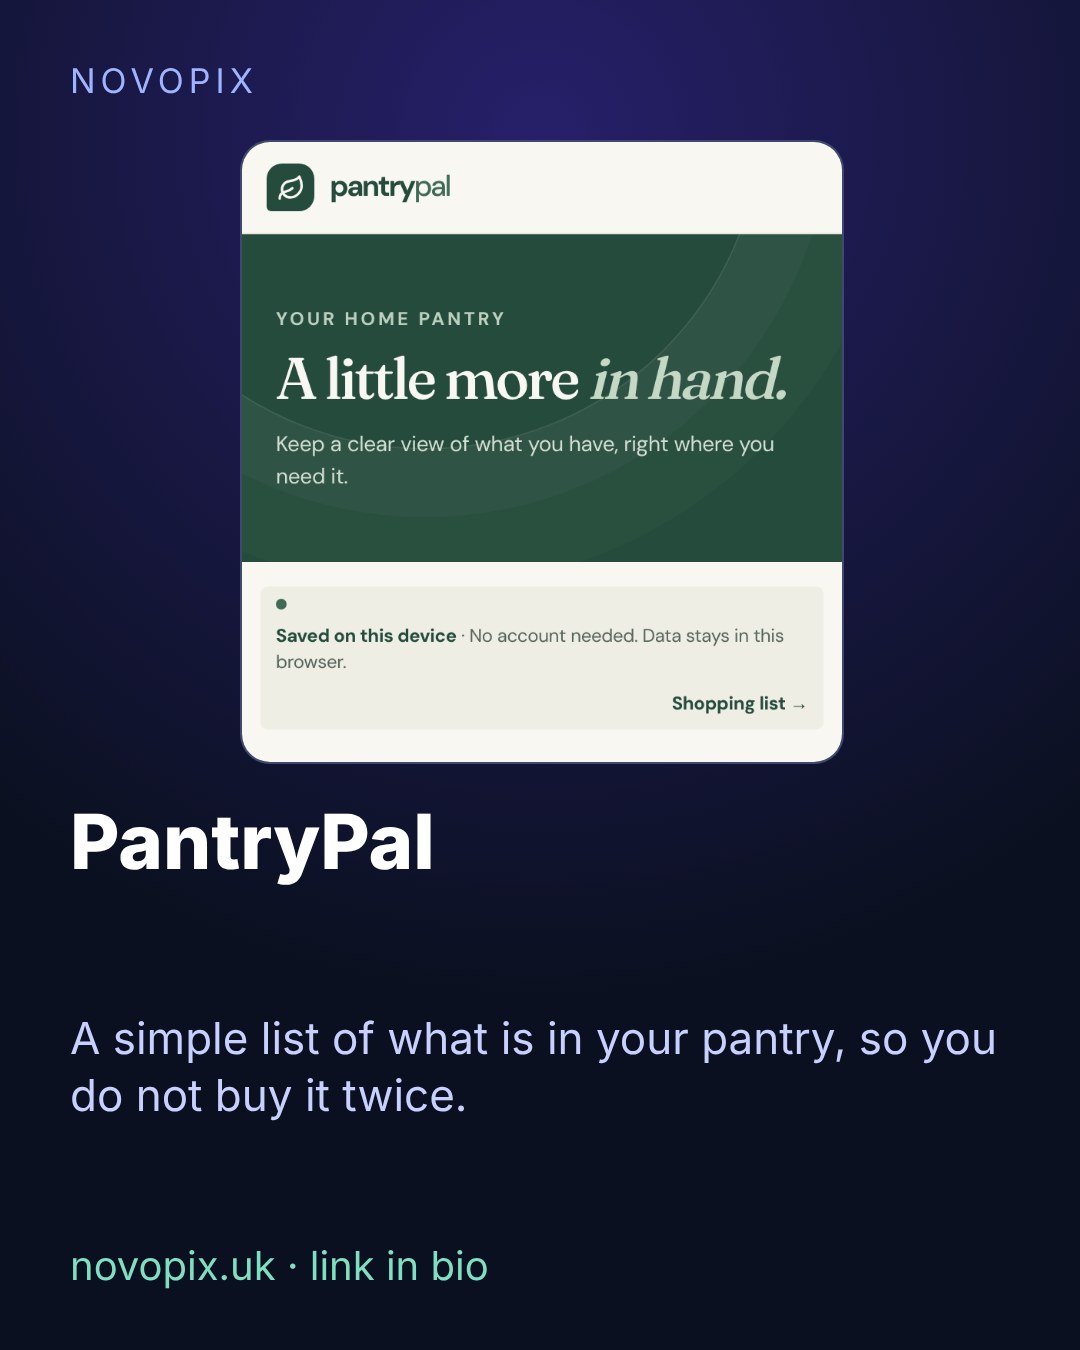 NOVOPIX
pantrypal
YOUR HOME PANTRY
A little more in hand.
Keep a clear view of what you have, right where you
need it.
Saved on this device · No account needed. Data stays in this
browser.
Shopping list →
PantryPal
A simple list of what is in your pantry, so you
do not buy it twice.
novopix.uk · link in bio